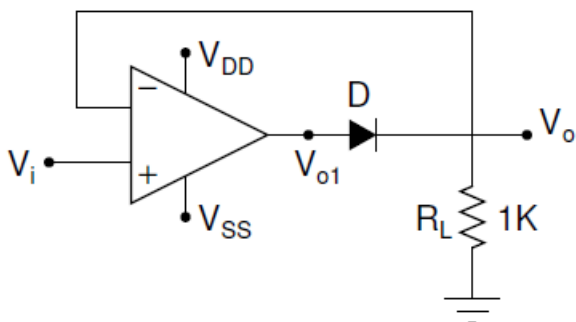 V_DD
D
−
V_o
V_i
+
V_o1
V_SS
R_L 1K